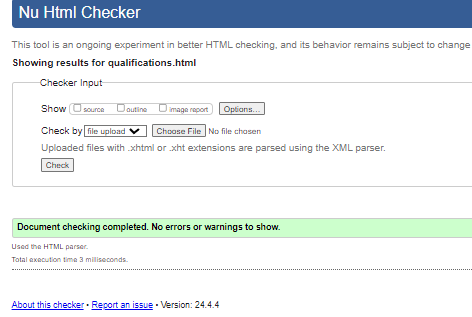 Nu Html Checker
This tool is an ongoing experiment in better HTML checking, and its behavior remains subject to change
Showing results for qualifications.html
Checker Input
Show source outline image report Options...
Check by file upload Choose File No file chosen
Uploaded files with .xhtml or .xht extensions are parsed using the XML parser.
Check
Document checking completed. No errors or warnings to show.
Used the HTML parser.
Total execution time 3 milliseconds.
About this checker • Report an issue • Version: 24.4.4